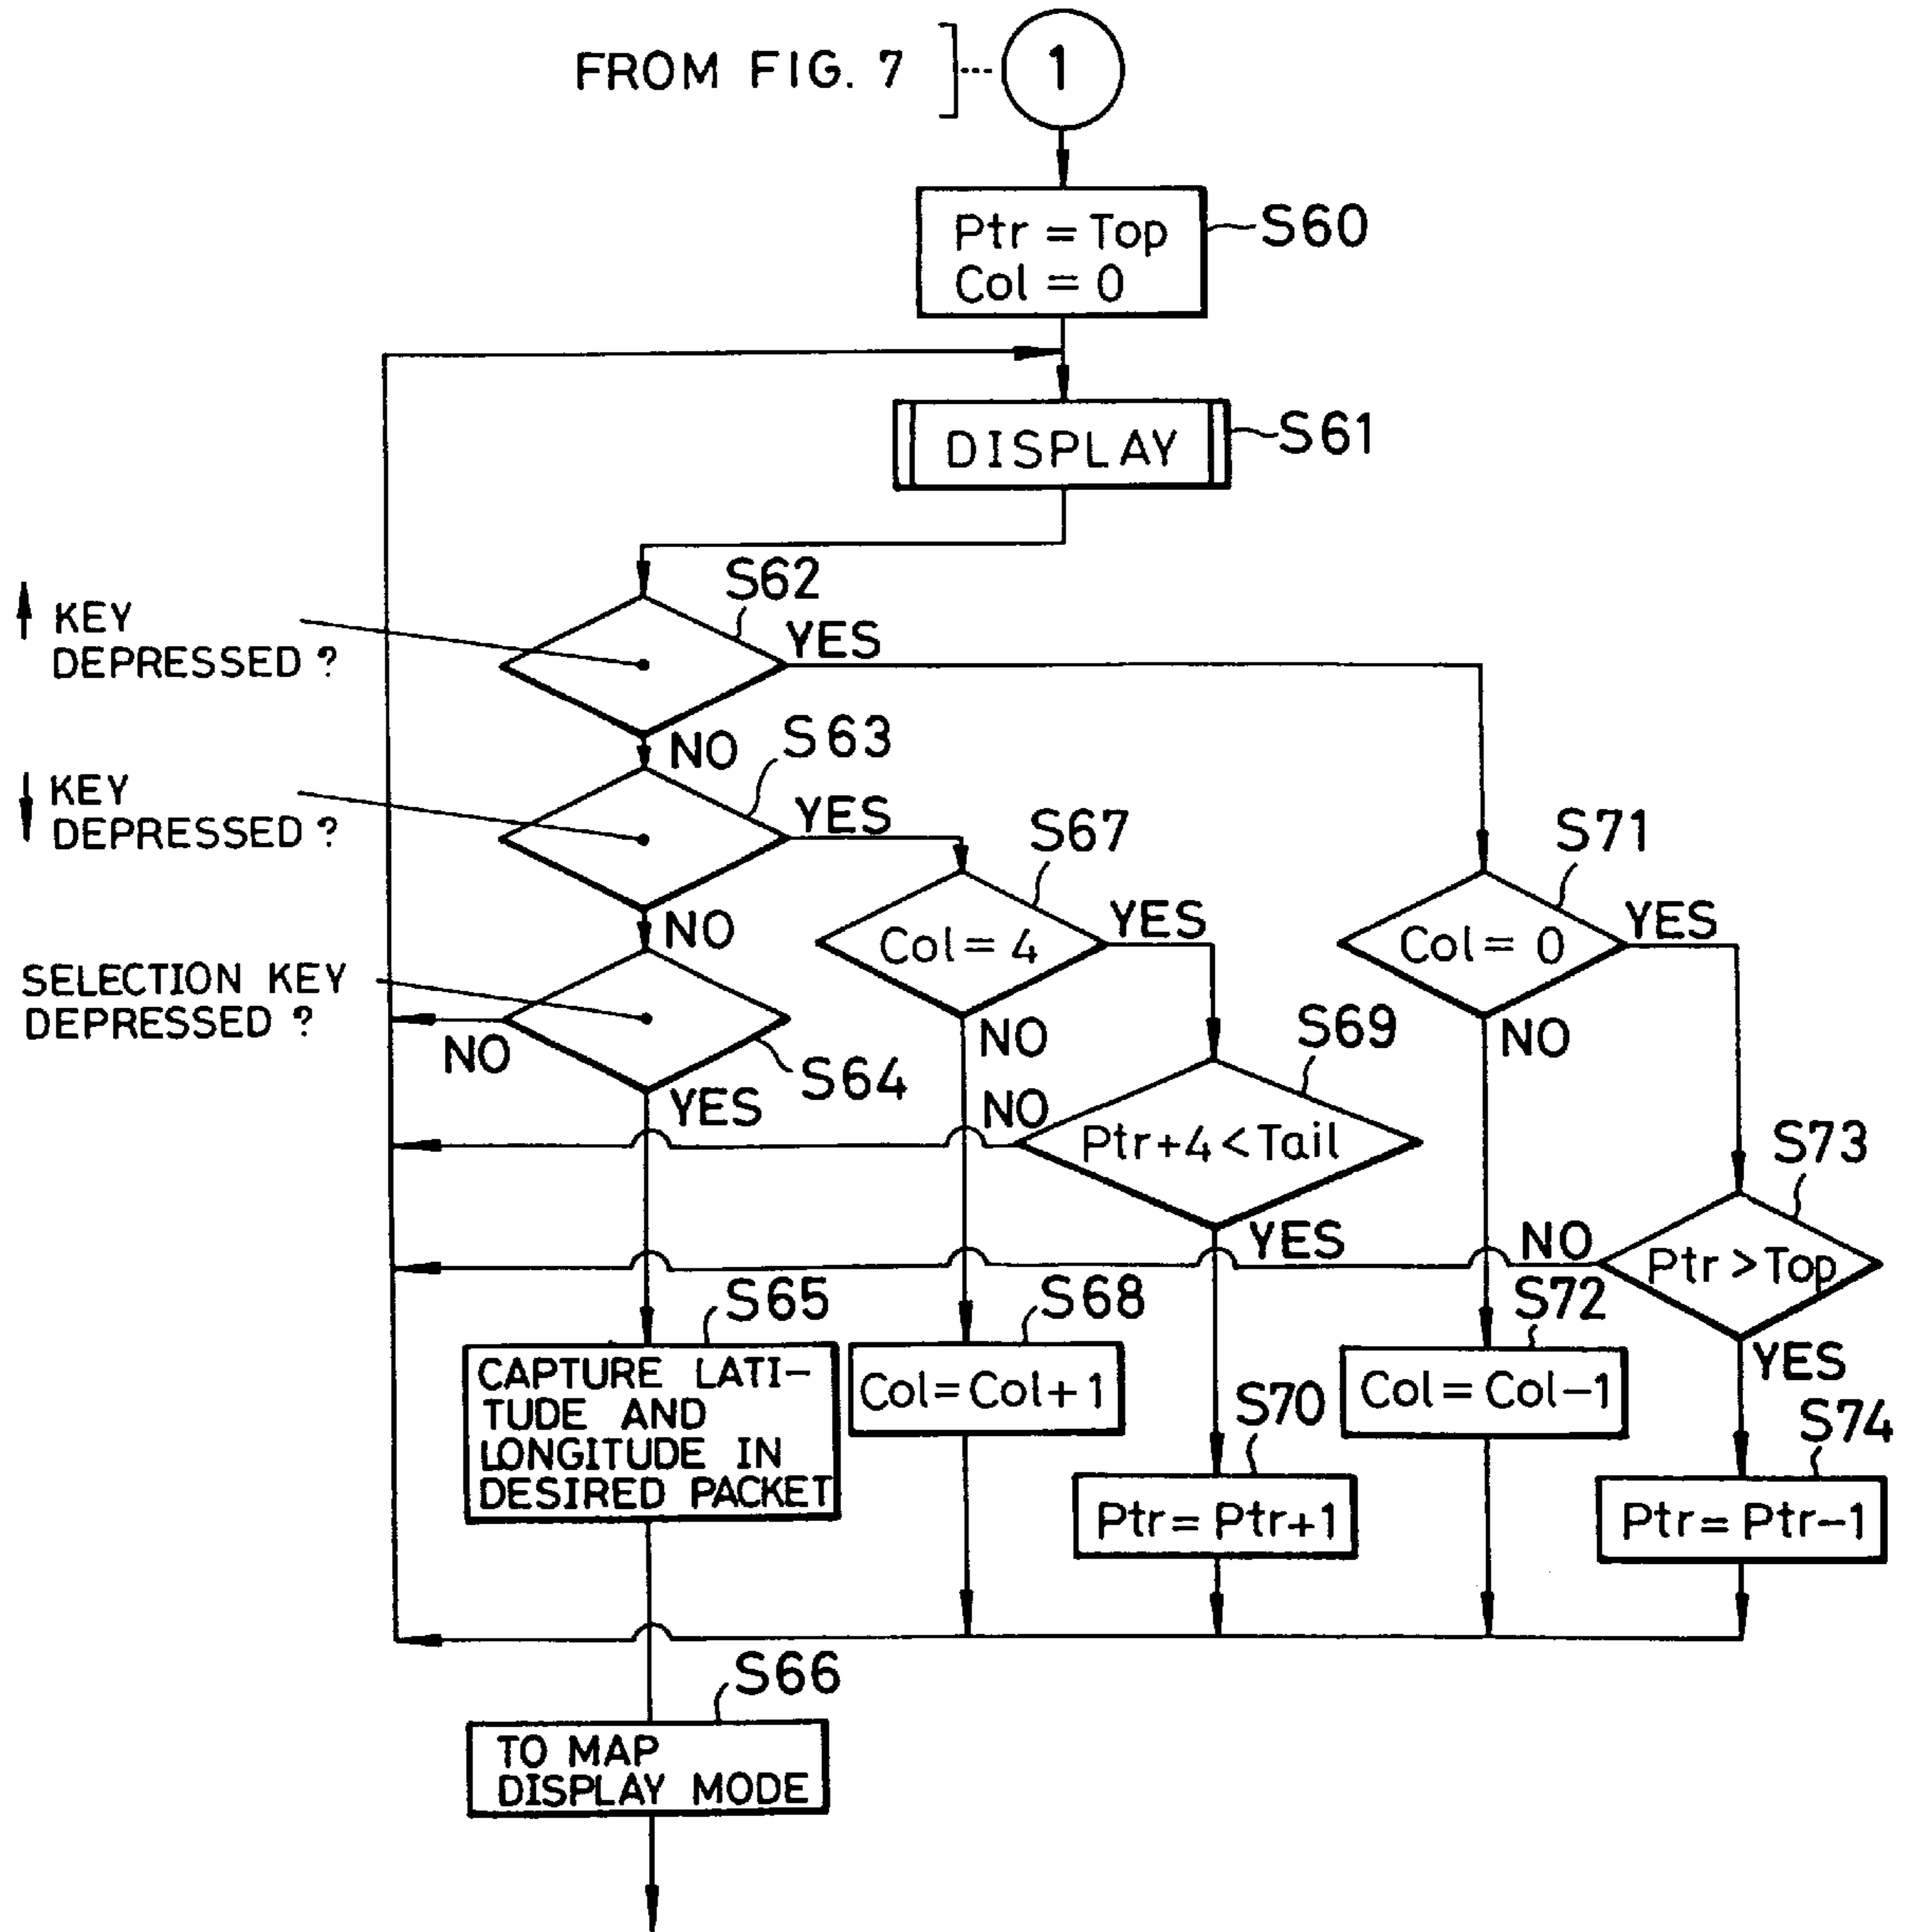 FROM FIG. 7
1
Ptr = Top
Col = 0
S60
DISPLAY
S61
S62
↑ KEY
DEPRESSED ?
YES
NO
S63
↓ KEY
DEPRESSED ?
YES
NO
S67
S71
Col = 4
YES
NO
Col = 0
YES
NO
SELECTION KEY
DEPRESSED ?
NO
S64
YES
S69
NO
Ptr+4 < Tail
YES
S73
NO
Ptr > Top
YES
S65
CAPTURE LATI-
TUDE AND
LONGITUDE IN
DESIRED PACKET
S68
Col = Col+1
S70
Ptr = Ptr+1
S72
Col = Col-1
S74
Ptr = Ptr-1
S66
TO MAP
DISPLAY MODE